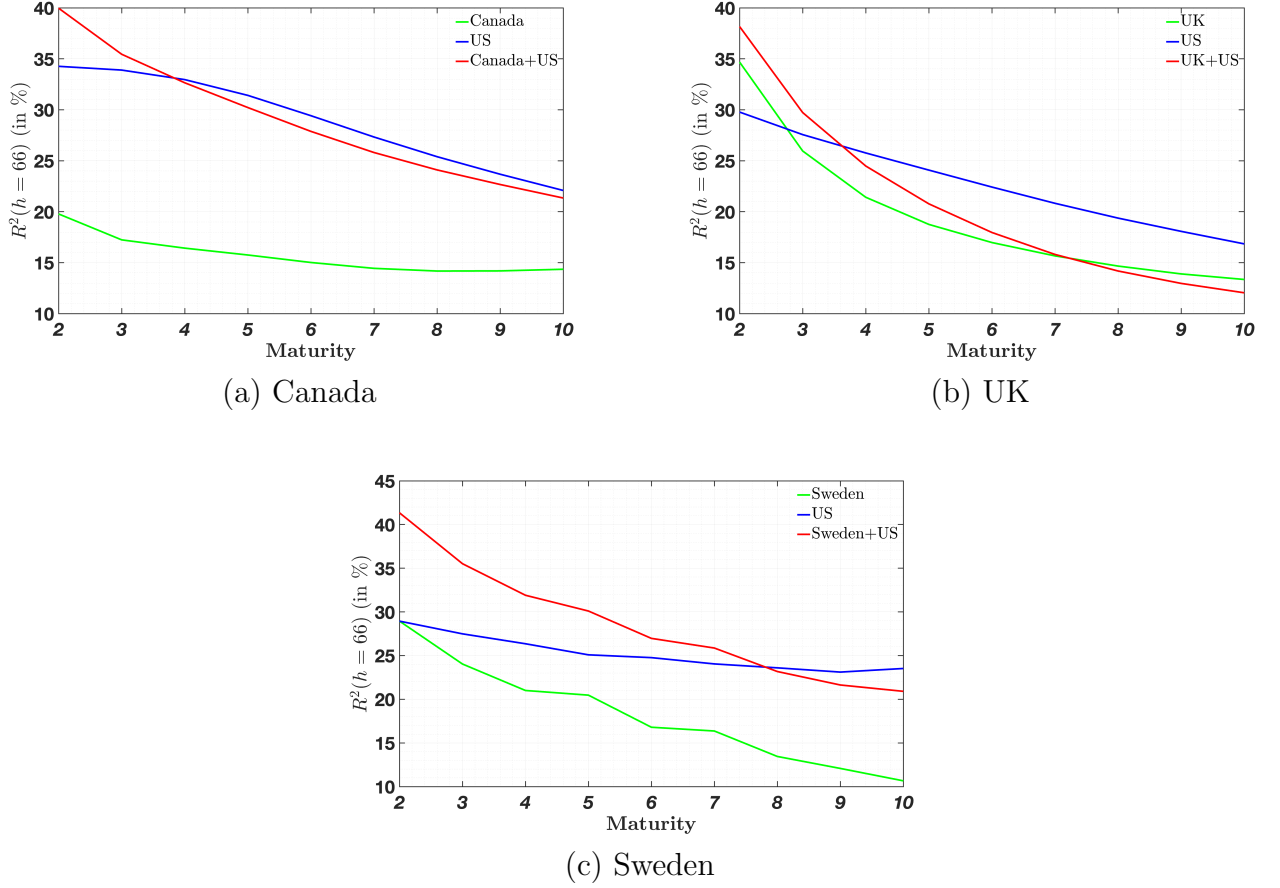 40
35
30
25
20
15
10
R²(h = 66) (in %)
Canada
US
Canada+US
2 3 4 5 6 7 8 9 10
Maturity
(a) Canada
40
35
30
25
20
15
10
R²(h = 66) (in %)
UK
US
UK+US
2 3 4 5 6 7 8 9 10
Maturity
(b) UK
45
40
35
30
25
20
15
10
R²(h = 66) (in %)
Sweden
US
Sweden+US
2 3 4 5 6 7 8 9 10
Maturity
(c) Sweden